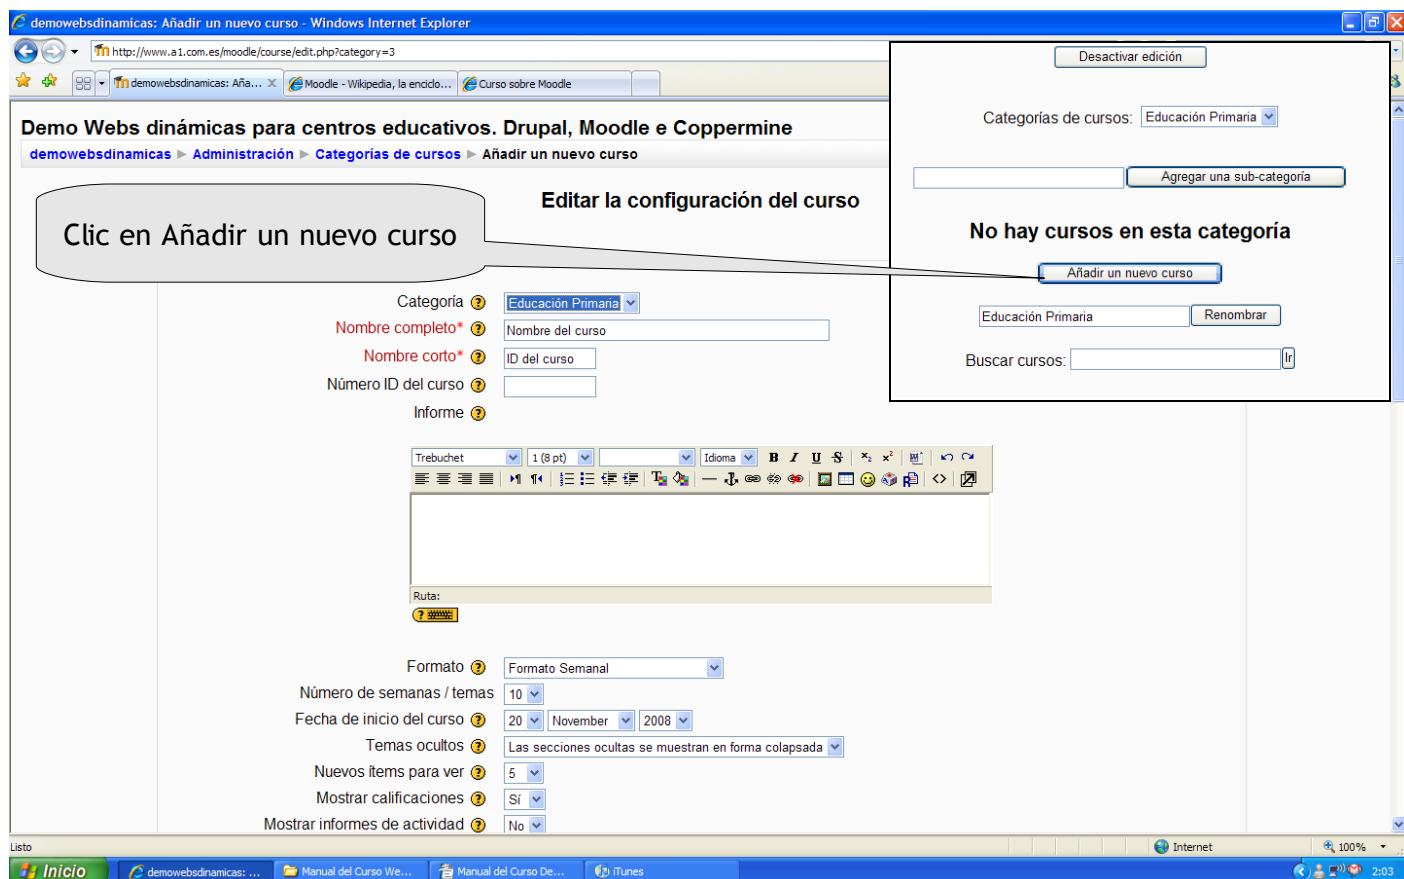 demowebsdinamicas: Añadir un nuevo curso - Windows Internet Explorer
http://www.a1.com.es/moodle/course/edit.php?category=3
demowebsdinamicas: Aña...
Moodle - Wikipedia, la enciclo...
Curso sobre Moodle
Demo Webs dinámicas para centros educativos. Drupal, Moodle e Coppermine
demowebsdinamicas ► Administración ► Categorías de cursos ► Añadir un nuevo curso
Desactivar edición
Categorías de cursos: Educación Primaria
Agregar una sub-categoría
No hay cursos en esta categoría
Añadir un nuevo curso
Educación Primaria Renombrar
Buscar cursos: Ir
Editar la configuración del curso
Clic en Añadir un nuevo curso
Categoría Educación Primaria
Nombre completo* Nombre del curso
Nombre corto* ID del curso
Número ID del curso
Informe
Trebuchet 1 (8 pt) Idioma B I U S x₂ x²
Ruta:
Formato Formato Semanal
Número de semanas / temas 10
Fecha de inicio del curso 20 November 2008
Temas ocultos Las secciones ocultas se muestran en forma colapsada
Nuevos ítems para ver 5
Mostrar calificaciones Sí
Mostrar informes de actividad No
Listo Internet 100%
Inicio demowebsdinamicas: ... Manual del Curso We... Manual del Curso De... iTunes 2:03